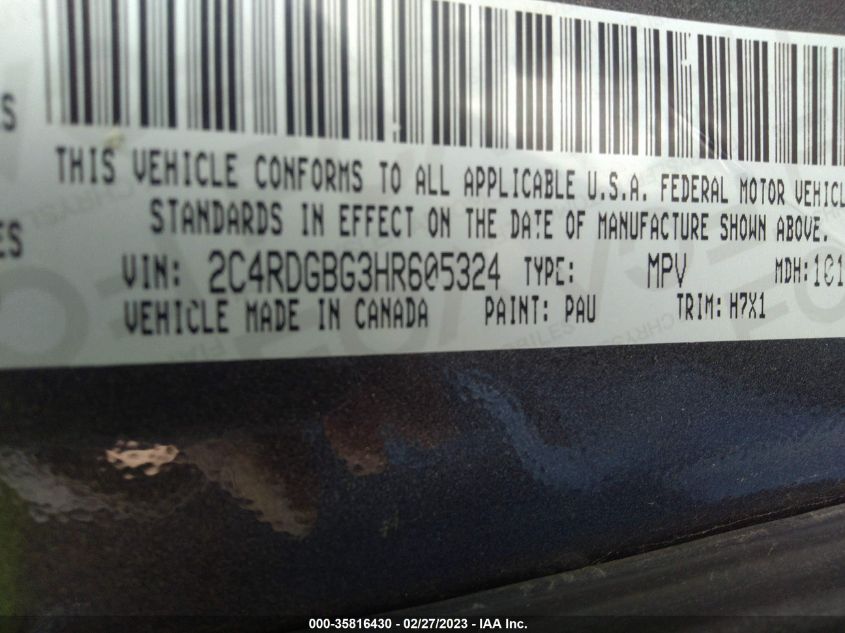 S
THIS VEHICLE CONFORMS TO ALL APPLICABLE U.S.A. FEDERAL MOTOR VEHICL
STANDARDS IN EFFECT ON THE DATE OF MANUFACTURE SHOWN ABOVE.
ES
VIN: 2C4RDGBG3HR605324 TYPE: MPV MDH: 101
VEHICLE MADE IN CANADA PAINT: PAU TRIM: H7X1
000-35816430 - 02/27/2023 - IAA Inc.